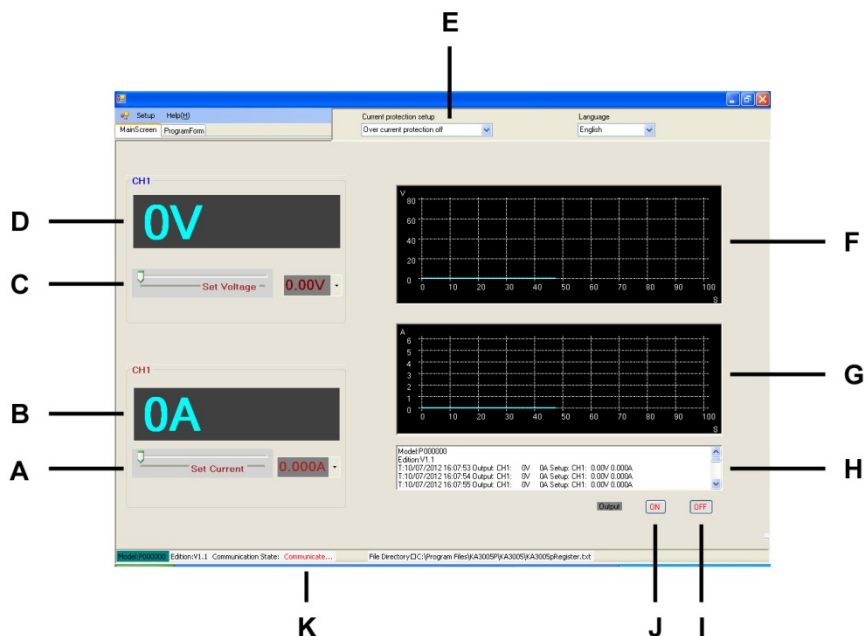 E
Setup Help(H) Current protection setup Language
MainScreen ProgramForm Over current protection off English
CH1
D
0V
C
Set Voltage 0.00V
V
80
60
40
20
0
0 10 20 30 40 50 60 70 80 90 100
S
F
CH1
B
0A
A
Set Current 0.000A
A
6
5
4
3
2
1
0
0 10 20 30 40 50 60 70 80 90 100
S
G
Model:P000000
Edition:V1.1
T:10/07/2012 16:07:53 Output: CH1: 0V 0A Setup: CH1: 0.00V 0.000A
T:10/07/2012 16:07:54 Output: CH1: 0V 0A Setup: CH1: 0.00V 0.000A
T:10/07/2012 16:07:55 Output: CH1: 0V 0A Setup: CH1: 0.00V 0.000A
H
Output ON OFF
Model:P000000 Edition:V1.1 Communication State: Communicate... File Directory☐C:\Program Files\KA3005P\KA3005\KA3005pRegister.txt
K J I